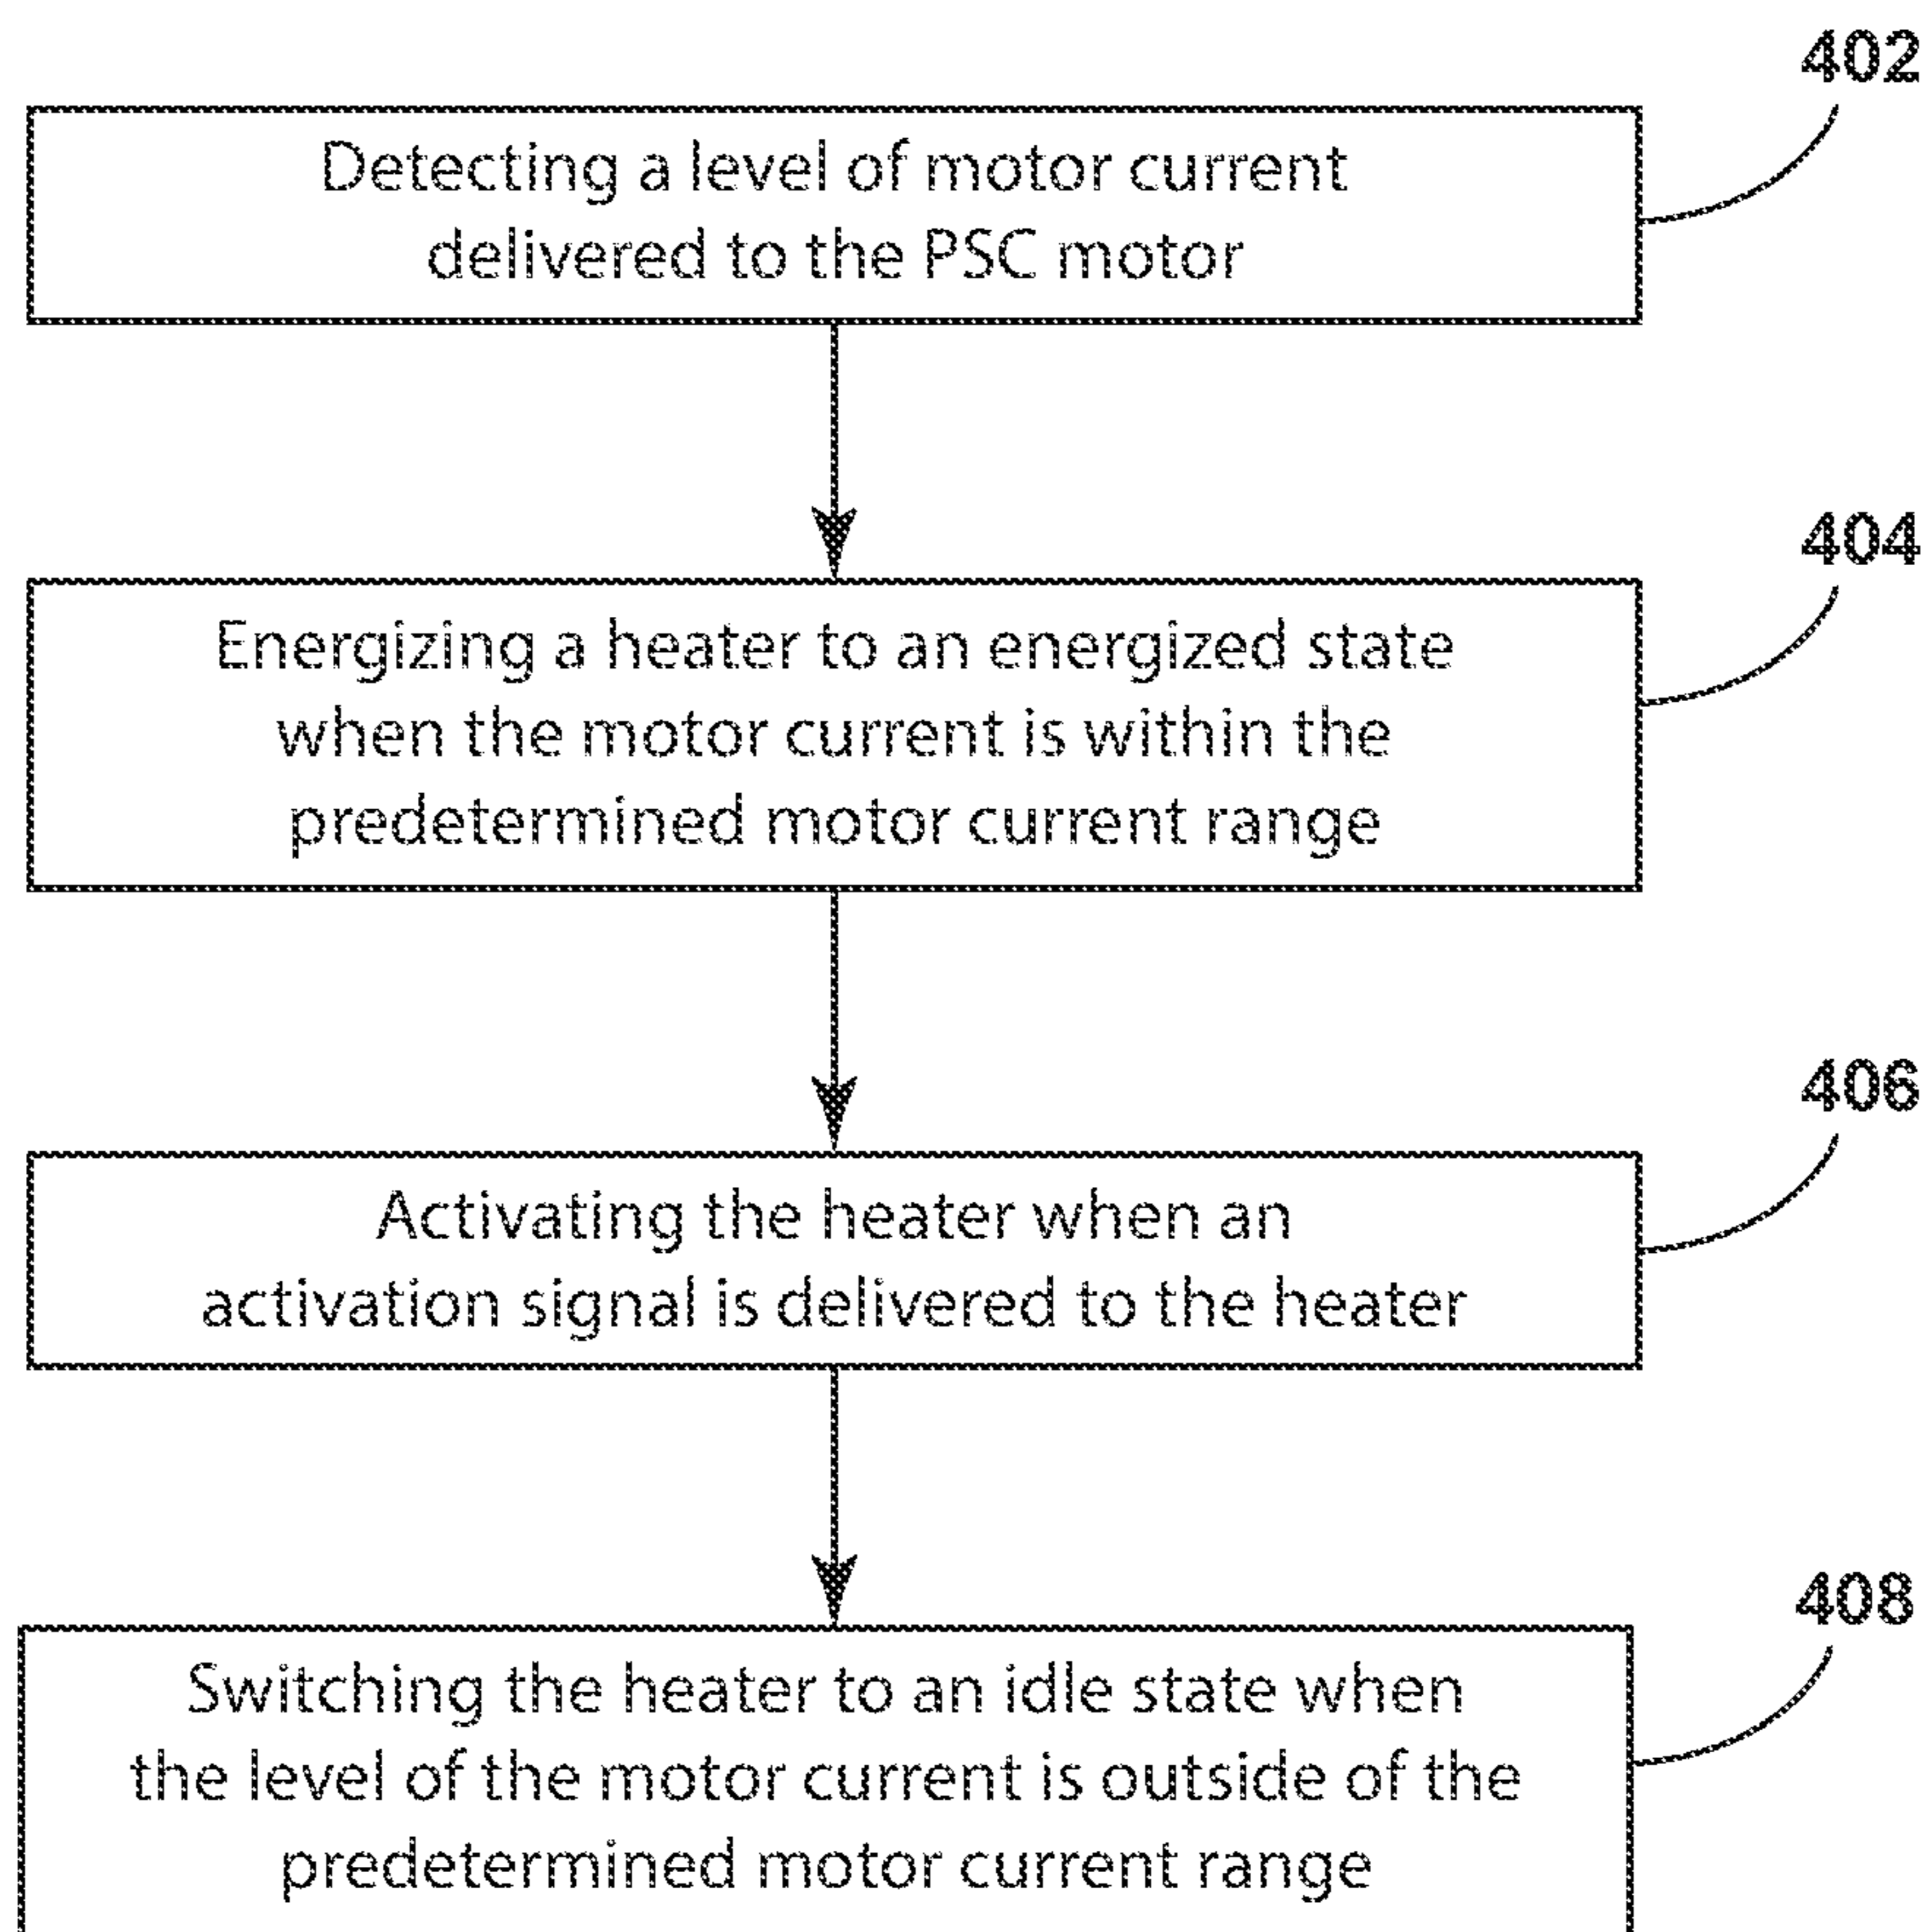 402
Detecting a level of motor current
delivered to the PSC motor
404
Energizing a heater to an energized state
when the motor current is within the
predetermined motor current range
406
Activating the heater when an
activation signal is delivered to the heater
408
Switching the heater to an idle state when
the level of the motor current is outside of the
predetermined motor current range